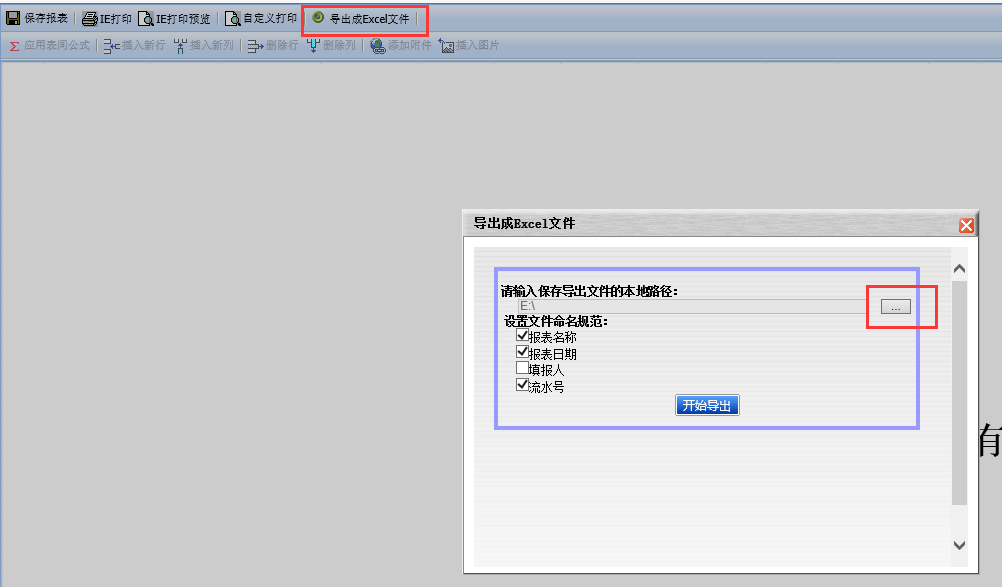 保存报表 IE打印 IE打印预览 自定义打印 导出成Excel文件
应用表间公式 插入新行 插入新列 删除行 删除列 添加附件 插入图片
导出成Excel文件
请输入保存导出文件的本地路径：
E:\ ...
设置文件命名规范：
报表名称
报表日期
填报人
流水号
开始导出
有